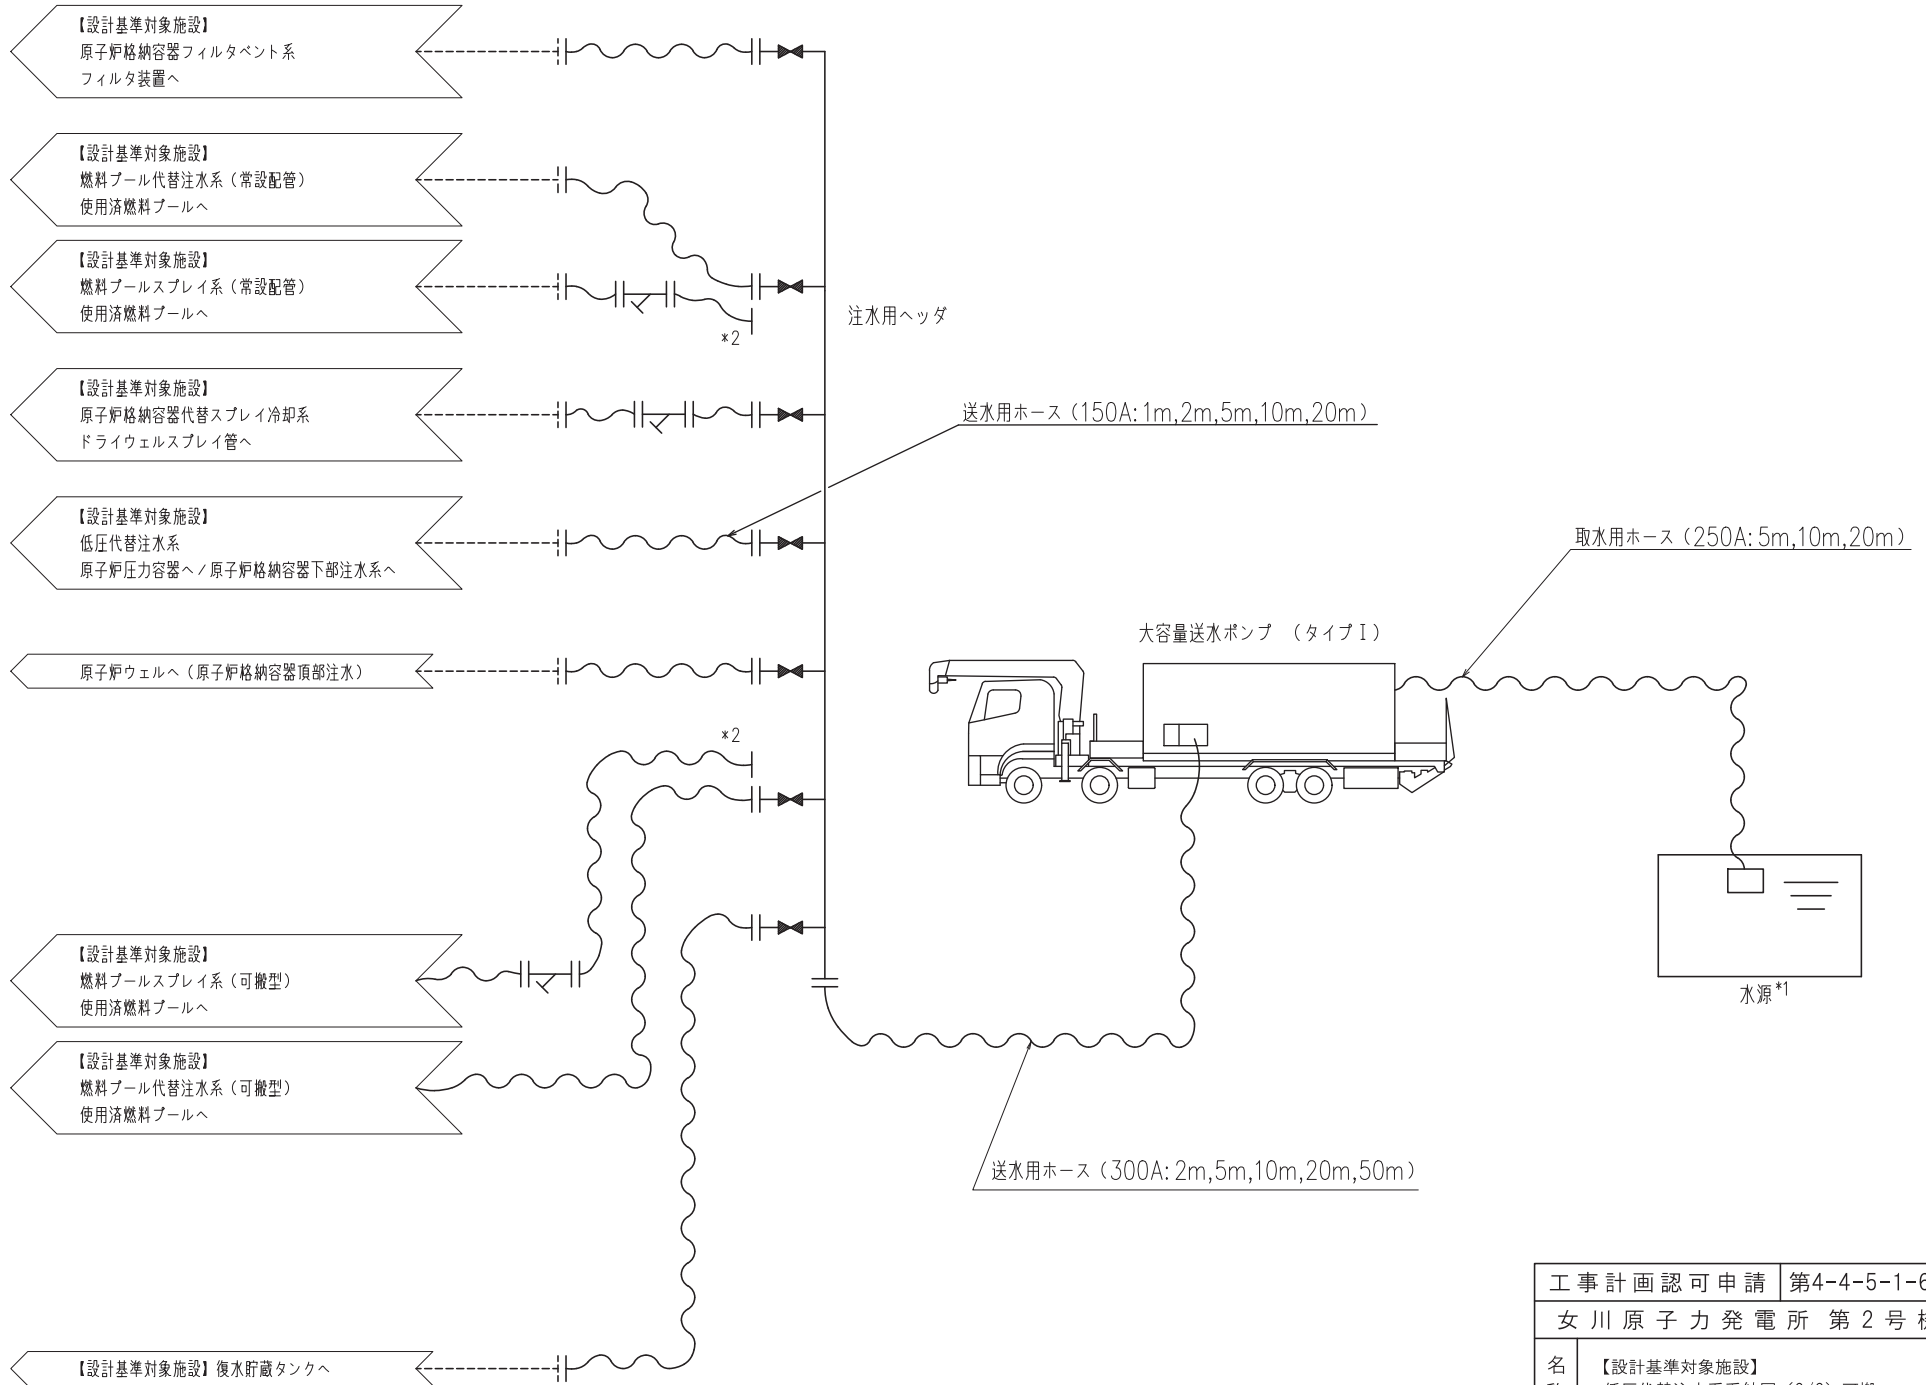 【設計基準対象施設】
原子炉格納容器フィルタベント系
フィルタ装置へ
【設計基準対象施設】
燃料プール代替注水系（常設配管）
使用済燃料プールへ
【設計基準対象施設】
燃料プールスプレイ系（常設配管）
使用済燃料プールへ
*2
注水用ヘッダ
【設計基準対象施設】
原子炉格納容器代替スプレイ冷却系
ドライウェルスプレイ管へ
送水用ホース（150A:1m,2m,5m,10m,20m）
【設計基準対象施設】
低圧代替注水系
原子炉圧力容器へ/原子炉格納容器下部注水系へ
取水用ホース（250A:5m,10m,20m）
大容量送水ポンプ （タイプⅠ）
原子炉ウェルへ（原子炉格納容器頂部注水）
*2
【設計基準対象施設】
燃料プールスプレイ系（可搬型）
使用済燃料プールへ
水源*1
【設計基準対象施設】
燃料プール代替注水系（可搬型）
使用済燃料プールへ
送水用ホース（300A:2m,5m,10m,20m,50m）
【設計基準対象施設】復水貯蔵タンクへ
工事計画認可申請 第4-4-5-1-6
女川原子力発電所 第2号
名
【設計基準対象施設】